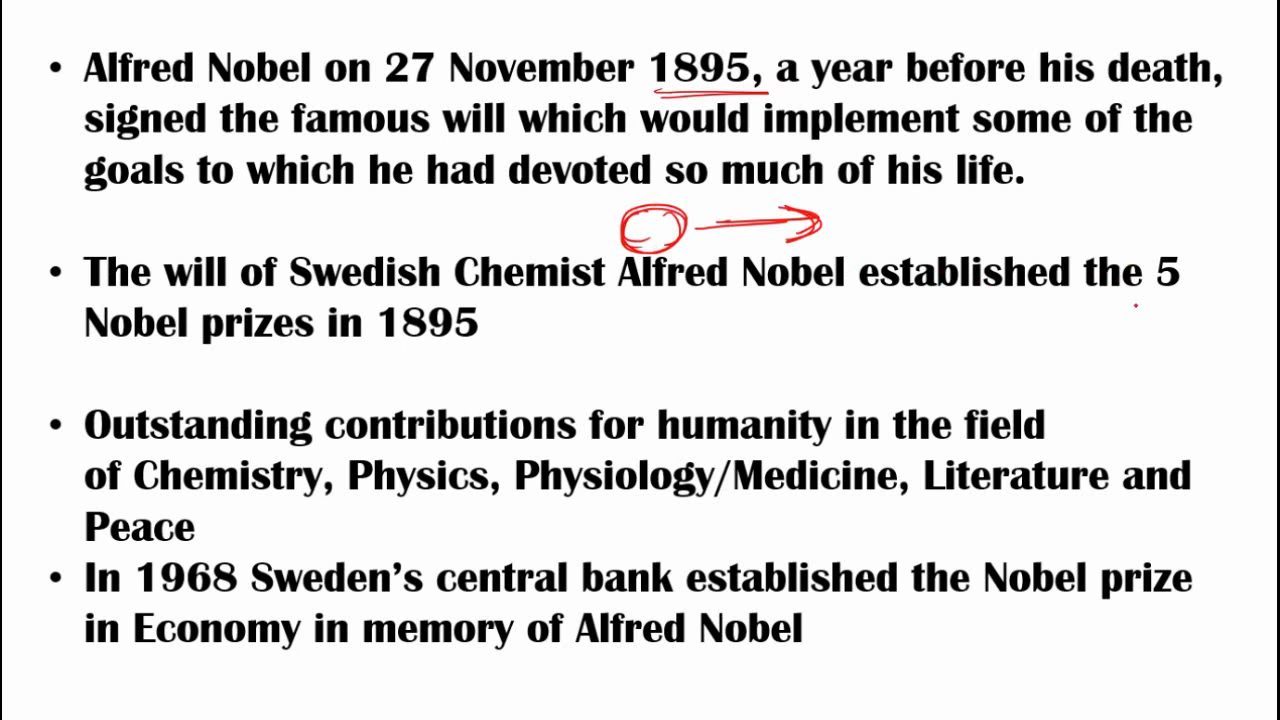 • Alfred Nobel on 27 November 1895, a year before his death,
signed the famous will which would implement some of the
goals to which he had devoted so much of his life.
• The will of Swedish Chemist Alfred Nobel established the 5
Nobel prizes in 1895
• Outstanding contributions for humanity in the field
of Chemistry, Physics, Physiology/Medicine, Literature and
Peace
• In 1968 Sweden’s central bank established the Nobel prize
in Economy in memory of Alfred Nobel